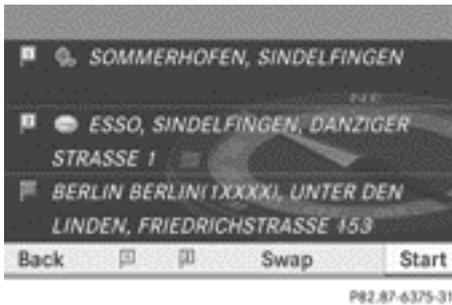 SOMMERHOFEN, SINDELFINGEN
NE
ESSO, SINDELFINGEN, DANZIGER
STRASSE 1
BERLIN BERLIN(1XXXX), UNTER DEN
LINDEN, FRIEDRICHSTRASSE 153
Back Swap Start
P82.87-6375-31